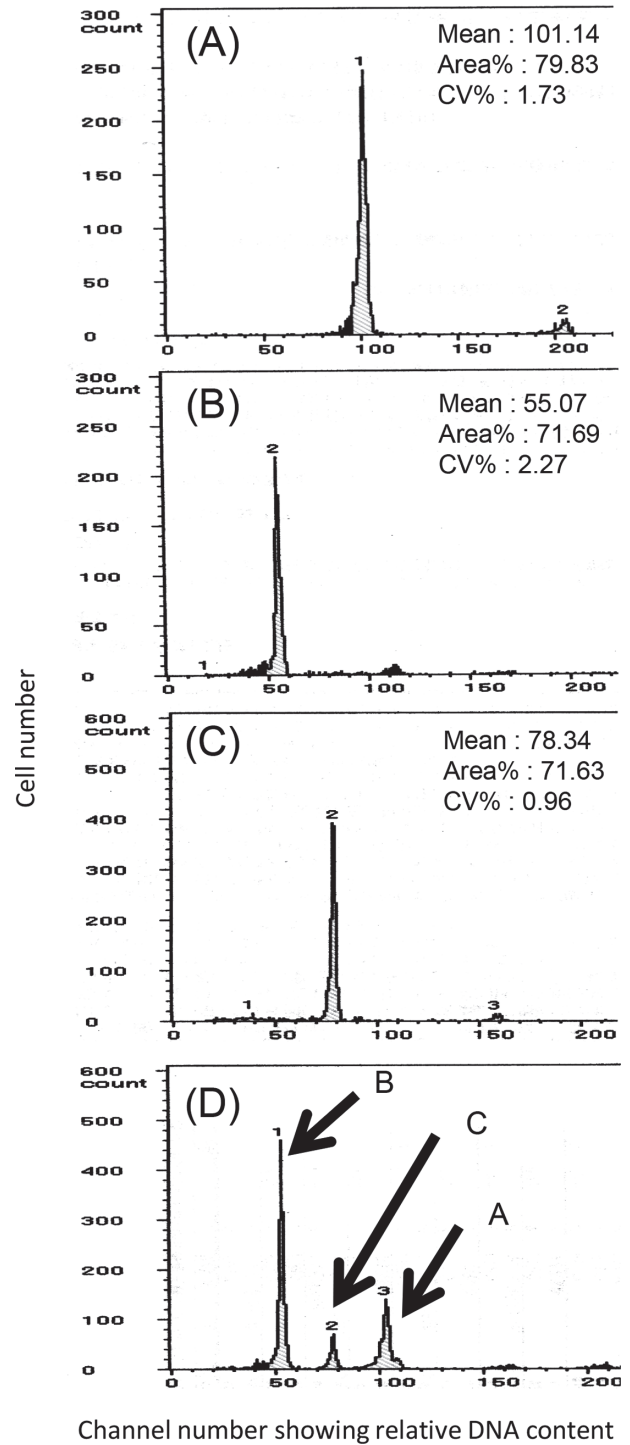 300
count
(A)
Mean : 101.14
Area% : 79.83
CV% : 1.73
1
250
200
150
100
50
2
0
0 50 100 150 200
300
count
(B)
Mean : 55.07
Area% : 71.69
CV% : 2.27
250
2
200
150
100
50
1
0
0 50 100 150 200
Cell number
600
count
(C)
Mean : 78.34
Area% : 71.63
CV% : 0.96
500
400
2
300
200
100
1
3
0
0 50 100 150 200
600
count
(D)
B
500
1
C
400
300
A
200
3
100
2
0
0 50 100 150 200
Channel number showing relative DNA content